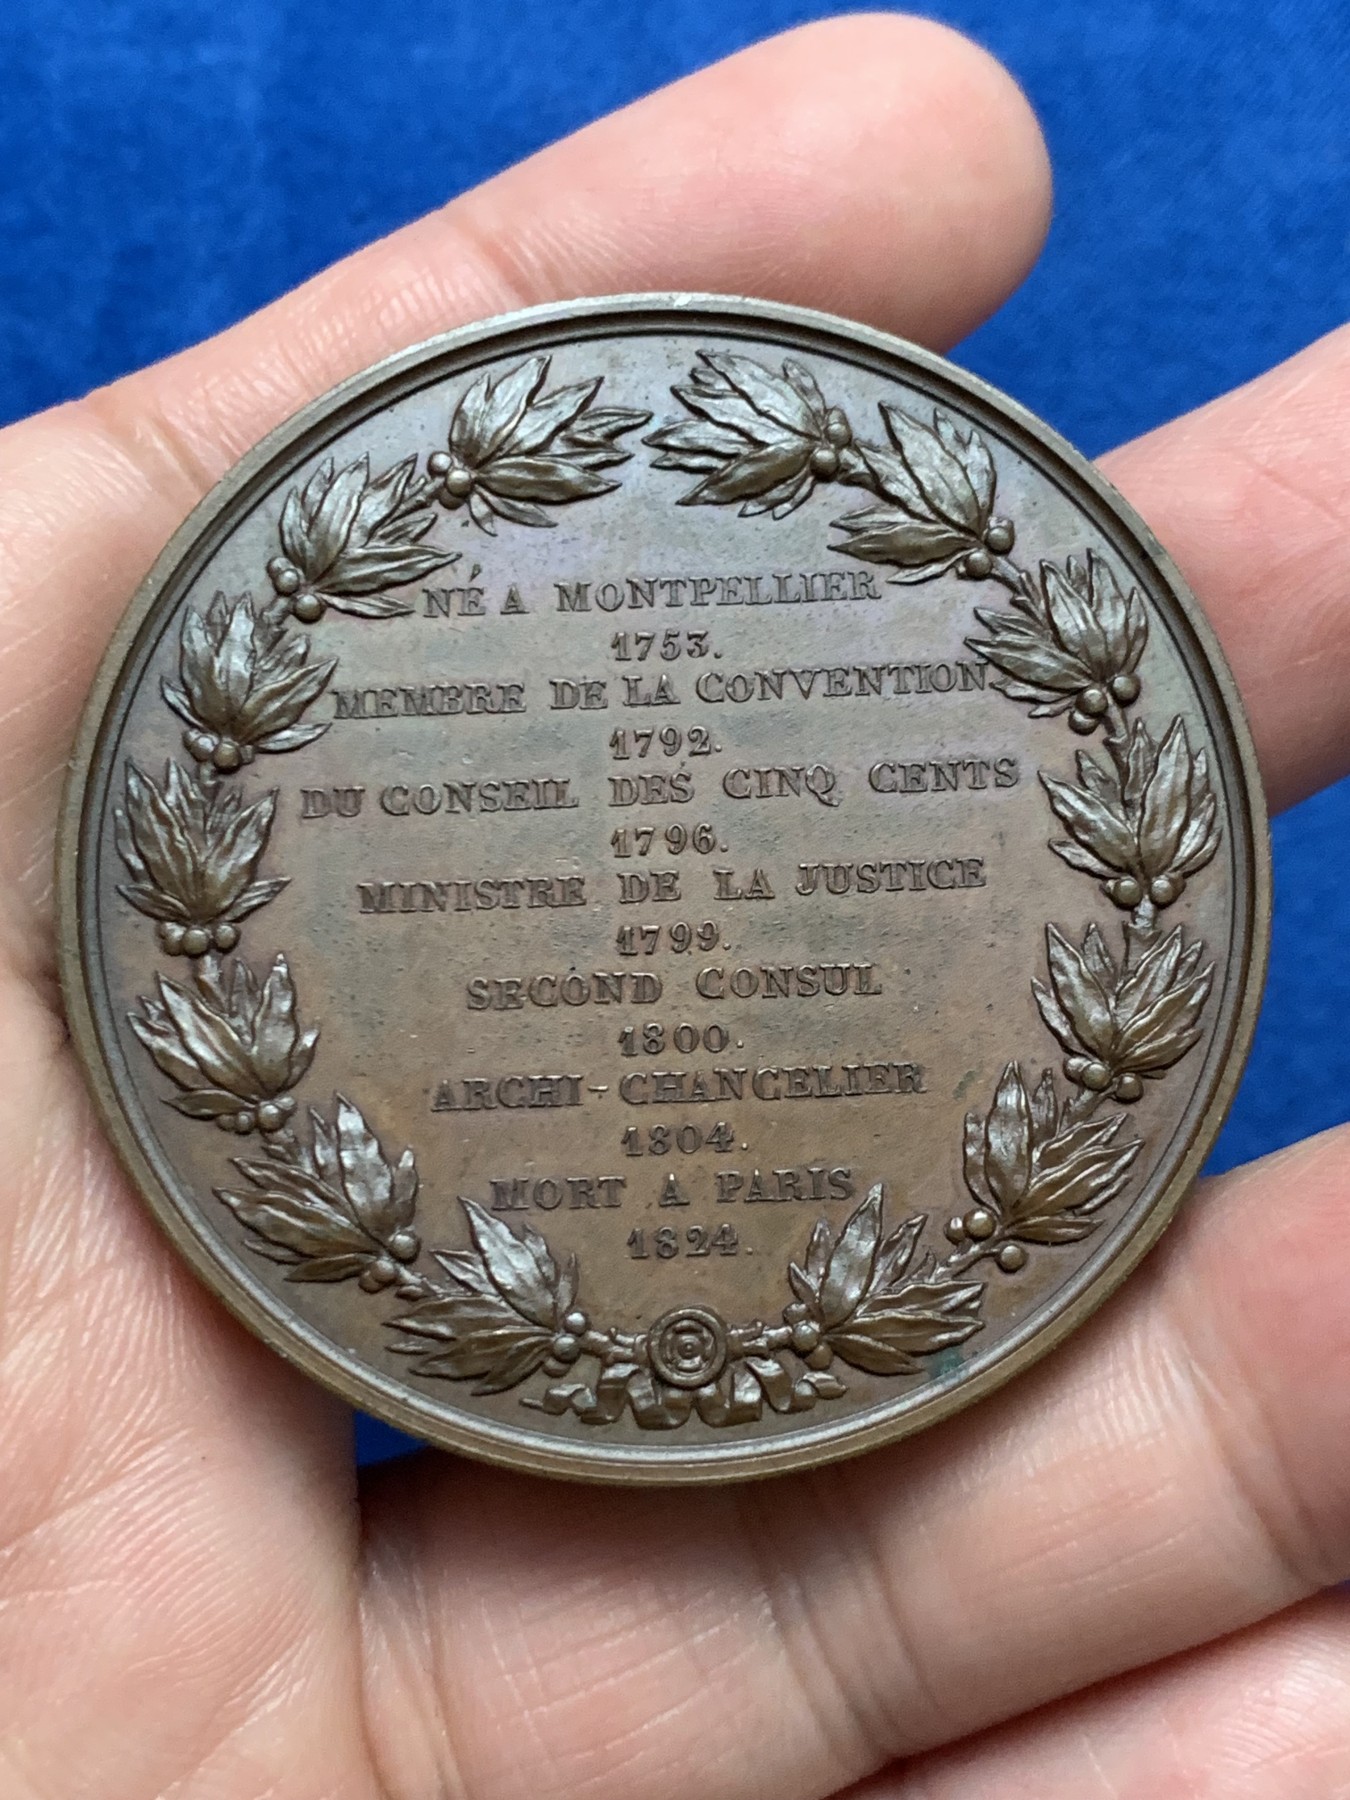 NÉ A MONTPELLIER
1753.
MEMBRE DE LA CONVENTION
1792.
DU CONSEIL DES CINQ CENTS
1796.
MINISTRE DE LA JUSTICE
1799.
SECOND CONSUL
1800.
ARCHI-CHANCELIER
1804.
MORT A PARIS
1824.